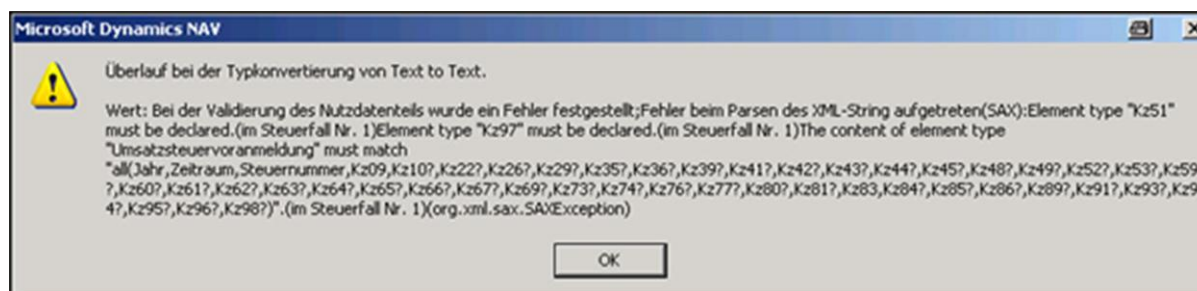 Microsoft Dynamics NAV
Überlauf bei der Typkonvertierung von Text to Text.
Wert: Bei der Validierung des Nutzdatenteils wurde ein Fehler festgestellt;Fehler beim Parsen des XML-String aufgetreten(SAX):Element type "Kz51"
must be declared.(im Steuerfall Nr. 1)Element type "Kz97" must be declared.(im Steuerfall Nr. 1)The content of element type
"Umsatzsteuervoranmeldung" must match
"all(Jahr,Zeitraum,Steuernummer,Kz09,Kz10?,Kz22?,Kz26?,Kz29?,Kz35?,Kz36?,Kz39?,Kz41?,Kz42?,Kz43?,Kz44?,Kz45?,Kz48?,Kz49?,Kz52?,Kz53?,Kz59
?,Kz60?,Kz61?,Kz62?,Kz63?,Kz64?,Kz65?,Kz66?,Kz67?,Kz69?,Kz73?,Kz74?,Kz76?,Kz77?,Kz80?,Kz81?,Kz83,Kz84?,Kz85?,Kz86?,Kz89?,Kz91?,Kz93?,Kz9
4?,Kz95?,Kz96?,Kz98?)".(im Steuerfall Nr. 1)(org.xml.sax.SAXException)
OK